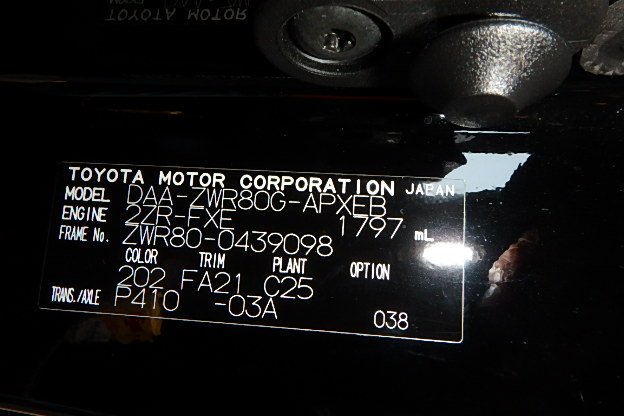 TOYOTA MOTOR CORPORATION JAPAN
MODEL DAA-ZWR80G-APXEB
ENGINE 2ZR-FXE 1797 mL
FRAME No. ZWR80-0439098
COLOR TRIM PLANT OPTION
202 FA21 C25
TRANS./AXLE P410 -03A 038